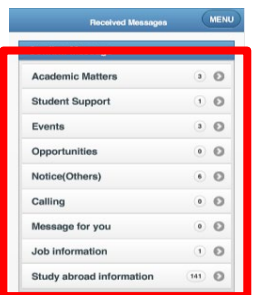 Received Messages
MENU
Academic Matters 3
Student Support 1
Events 3
Opportunities 0
Notice(Others) 6
Calling 0
Message for you 0
Job information 1
Study abroad information 141